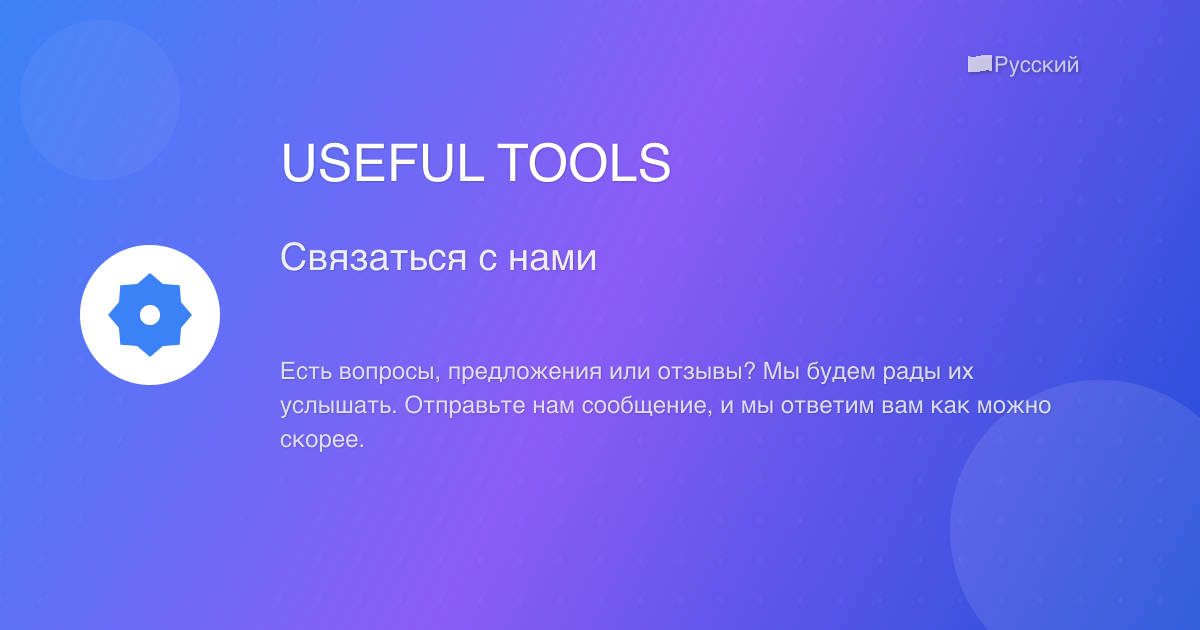 Русский
USEFUL TOOLS
Связаться с нами
Есть вопросы, предложения или отзывы? Мы будем рады их
услышать. Отправьте нам сообщение, и мы ответим вам как можно
скорее.